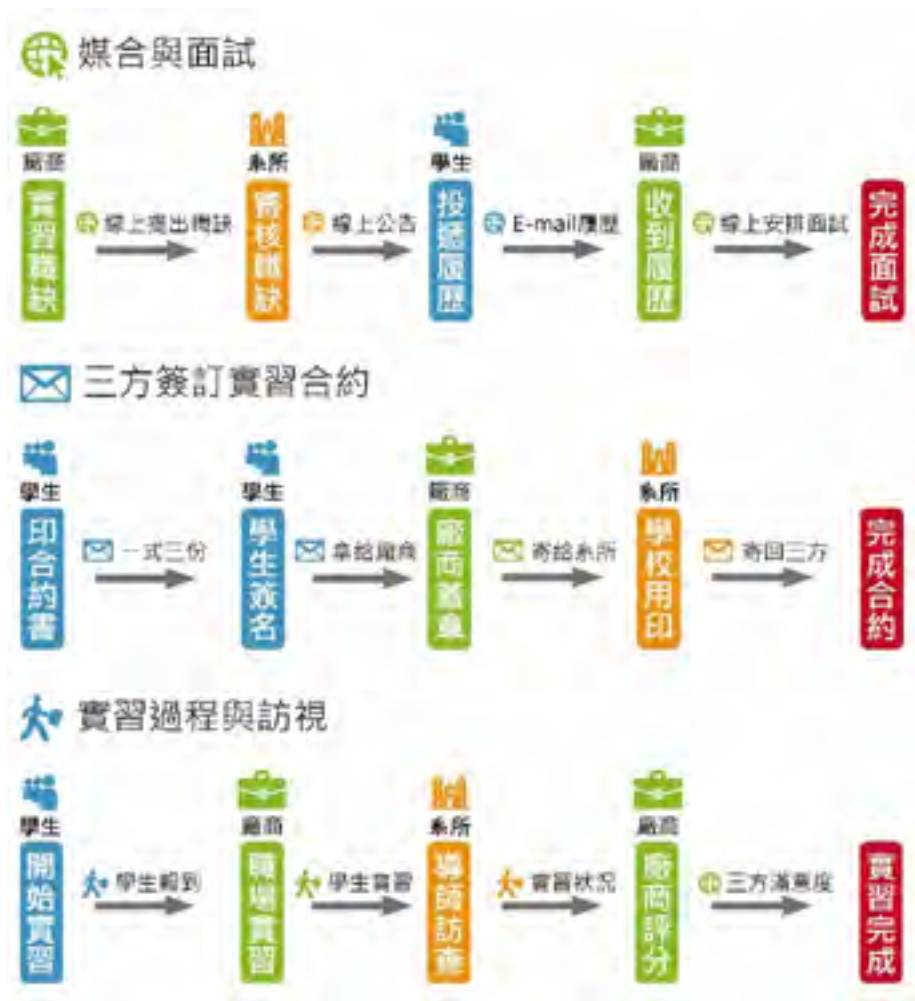 媒合與面試
廠商
系所
學生
廠商
實習職缺
線上提出職缺
審核職缺
線上公告
投遞履歷
E-mail履歷
收到履歷
線上安排面試
完成面試
三方簽訂實習合約
學生
學生
廠商
系所
印合約書
一式三份
學生簽名
拿給廠商
廠商蓋章
寄給系所
學校用印
寄回三方
完成合約
實習過程與訪視
學生
廠商
系所
廠商
開始實習
學生報到
職場實習
學生實習
導師訪查
實習狀況
廠商評分
三方滿意度
實習完成